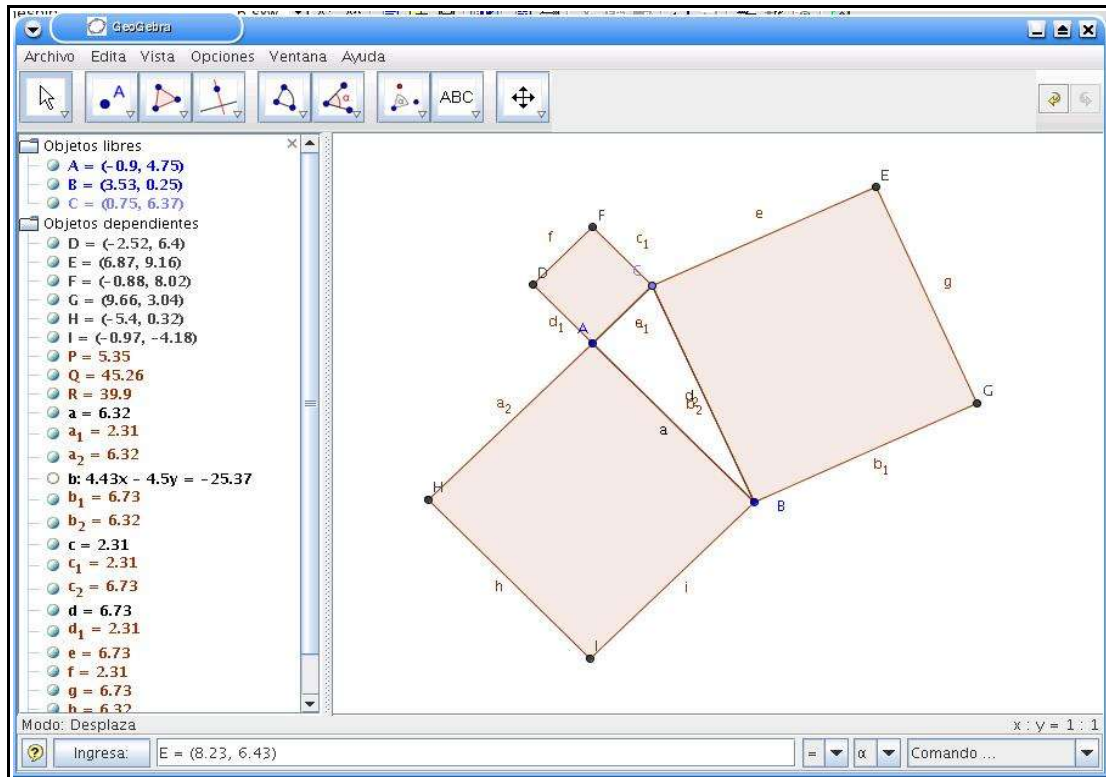 GeoGebra
Archivo Edita Vista Opciones Ventana Ayuda
A
α
ABC
Objetos libres
A = (-0.9, 4.75)
B = (3.53, 0.25)
C = (0.75, 6.37)
Objetos dependientes
D = (-2.52, 6.4)
E = (6.87, 9.16)
F = (-0.88, 8.02)
G = (9.66, 3.04)
H = (-5.4, 0.32)
I = (-0.97, -4.18)
P = 5.35
Q = 45.26
R = 39.9
a = 6.32
a₁ = 2.31
a₂ = 6.32
b: 4.43x - 4.5y = -25.37
b₁ = 6.73
b₂ = 6.32
c = 2.31
c₁ = 2.31
c₂ = 6.73
d = 6.73
d₁ = 2.31
e = 6.73
f = 2.31
g = 6.73
h = 6.32
E
e
F
f
c₁
D
C
g
d₁
A
a₁
a₂
d
b₂
G
a
b₁
H
B
h
i
I
Modo: Desplaza
x : y = 1 : 1
Ingresa:
E = (8.23, 6.43)
=
α
Comando ...